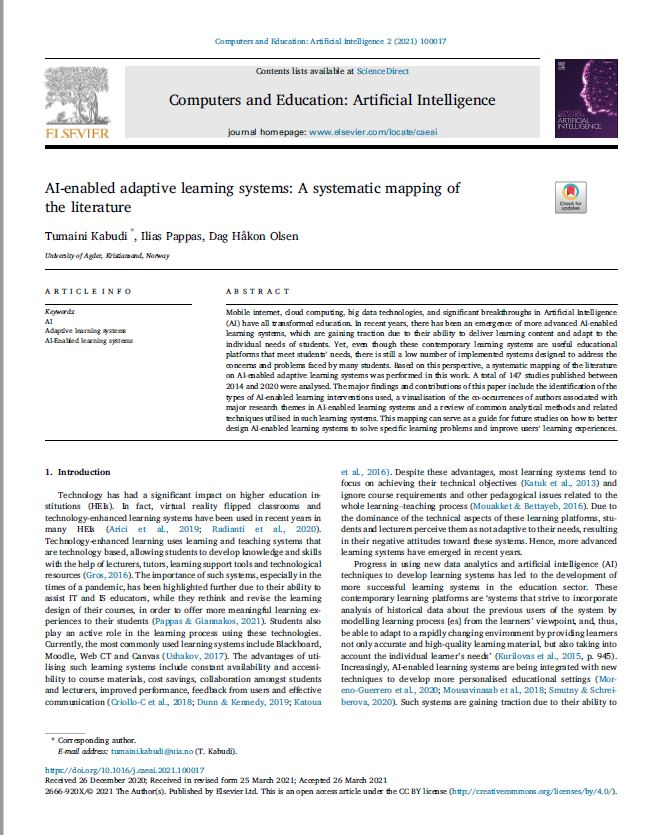 Computers and Education: Artificial Intelligence 2 (2021) 100017
Contents lists available at ScienceDirect
Computers and Education: Artificial Intelligence
journal homepage: www.elsevier.com/locate/caeai
ELSEVIER
COMPUTERS & EDUCATION
ARTIFICIAL
INTELLIGENCE
AI-enabled adaptive learning systems: A systematic mapping of
the literature
Check for
updates
Tumaini Kabudi *, Ilias Pappas, Dag Håkon Olsen
University of Agder, Kristiansand, Norway
ARTICLE INFO
Keywords:
AI
Adaptive learning systems
AI-Enabled learning systems
ABSTRACT
Mobile internet, cloud computing, big data technologies, and significant breakthroughs in Artificial Intelligence
(AI) have all transformed education. In recent years, there has been an emergence of more advanced AI-enabled
learning systems, which are gaining traction due to their ability to deliver learning content and adapt to the
individual needs of students. Yet, even though these contemporary learning systems are useful educational
platforms that meet students' needs, there is still a low number of implemented systems designed to address the
concerns and problems faced by many students. Based on this perspective, a systematic mapping of the literature
on AI-enabled adaptive learning systems was performed in this work. A total of 147 studies published between
2014 and 2020 were analysed. The major findings and contributions of this paper include the identification of the
types of AI-enabled learning interventions used, a visualisation of the co-occurrences of authors associated with
major research themes in AI-enabled learning systems and a review of common analytical methods and related
techniques utilised in such learning systems. This mapping can serve as a guide for future studies on how to better
design AI-enabled learning systems to solve specific learning problems and improve users' learning experiences.
1. Introduction
Technology has had a significant impact on higher education in-
stitutions (HEIs). In fact, virtual reality flipped classrooms and
technology-enhanced learning systems have been used in recent years in
many HEIs (Arici et al., 2019; Radianti et al., 2020).
Technology-enhanced learning uses learning and teaching systems that
are technology based, allowing students to develop knowledge and skills
with the help of lecturers, tutors, learning support tools and technological
resources (Gros, 2016). The importance of such systems, especially in the
times of a pandemic, has been highlighted further due to their ability to
assist IT and IS educators, while they rethink and revise the learning
design of their courses, in order to offer more meaningful learning ex-
periences to their students (Pappas & Giannakos, 2021). Students also
play an active role in the learning process using these technologies.
Currently, the most commonly used learning systems include Blackboard,
Moodle, Web CT and Canvas (Ushakov, 2017). The advantages of uti-
lising such learning systems include constant availability and accessi-
bility to course materials, cost savings, collaboration amongst students
and lecturers, improved performance, feedback from users and effective
communication (Criollo-C et al., 2018; Dunn & Kennedy, 2019; Katoua
et al., 2016). Despite these advantages, most learning systems tend to
focus on achieving their technical objectives (Katuk et al., 2013) and
ignore course requirements and other pedagogical issues related to the
whole learning–teaching process (Mouakket & Bettayeb, 2016). Due to
the dominance of the technical aspects of these learning platforms, stu-
dents and lecturers perceive them as not adaptive to their needs, resulting
in their negative attitudes toward these systems. Hence, more advanced
learning systems have emerged in recent years.
Progress in using new data analytics and artificial intelligence (AI)
techniques to develop learning systems has led to the development of
more successful learning systems in the education sector. These
contemporary learning platforms are 'systems that strive to incorporate
analysis of historical data about the previous users of the system by
modelling learning process [es] from the learners' viewpoint, and, thus,
be able to adapt to a rapidly changing environment by providing learners
not only accurate and high-quality learning material, but also taking into
account the individual learner's needs' (Kurilovas et al., 2015, p. 945).
Increasingly, AI-enabled learning systems are being integrated with new
techniques to develop more personalised educational settings (Mor-
eno-Guerrero et al., 2020; Mousavinasab et al., 2018; Smutny & Schrei-
berova, 2020). Such systems are gaining traction due to their ability to
* Corresponding author.
E-mail address: tumaini.kabudi@uia.no (T. Kabudi).
https://doi.org/10.1016/j.caeai.2021.100017
Received 26 December 2020; Received in revised form 25 March 2021; Accepted 26 March 2021
2666-920X/© 2021 The Author(s). Published by Elsevier Ltd. This is an open access article under the CC BY license (http://creativecommons.org/licenses/by/4.0/).